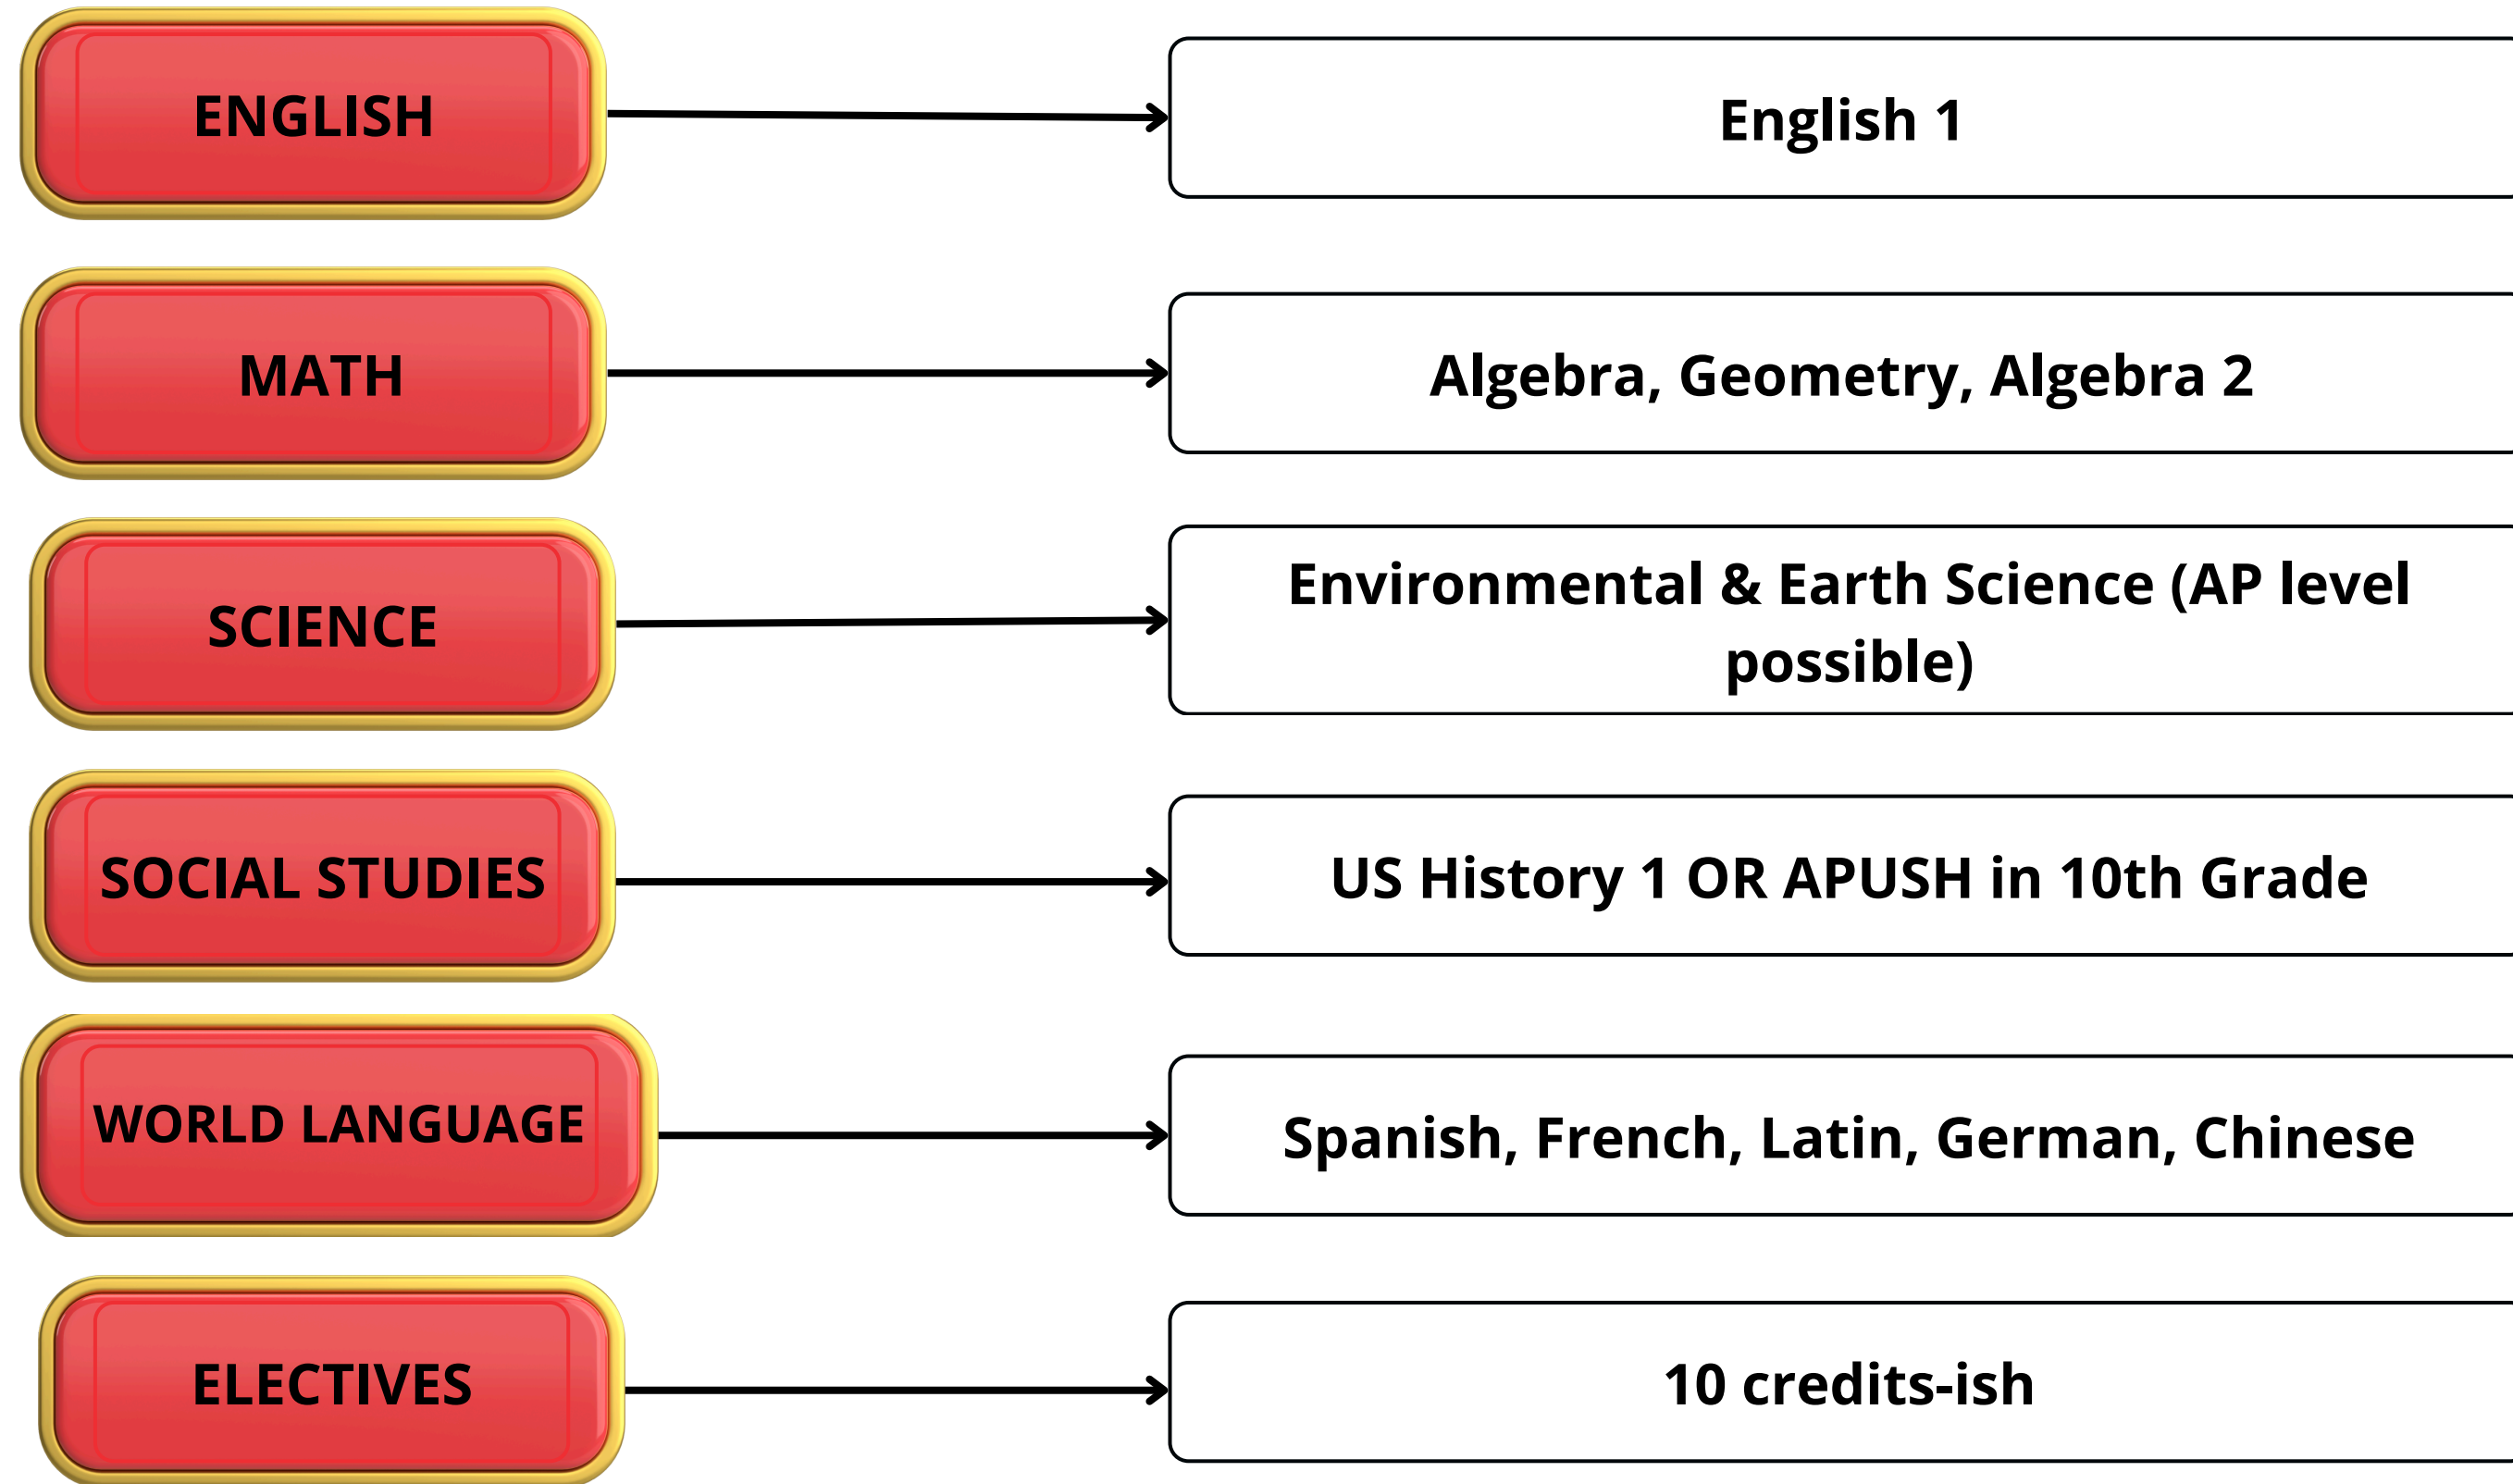 ENGLISH
English 1
MATH
Algebra, Geometry, Algebra 2
SCIENCE
Environmental & Earth Science (AP level
possible)
SOCIAL STUDIES
US History 1 OR APUSH in 10th Grade
WORLD LANGUAGE
Spanish, French, Latin, German, Chinese
ELECTIVES
10 credits-ish